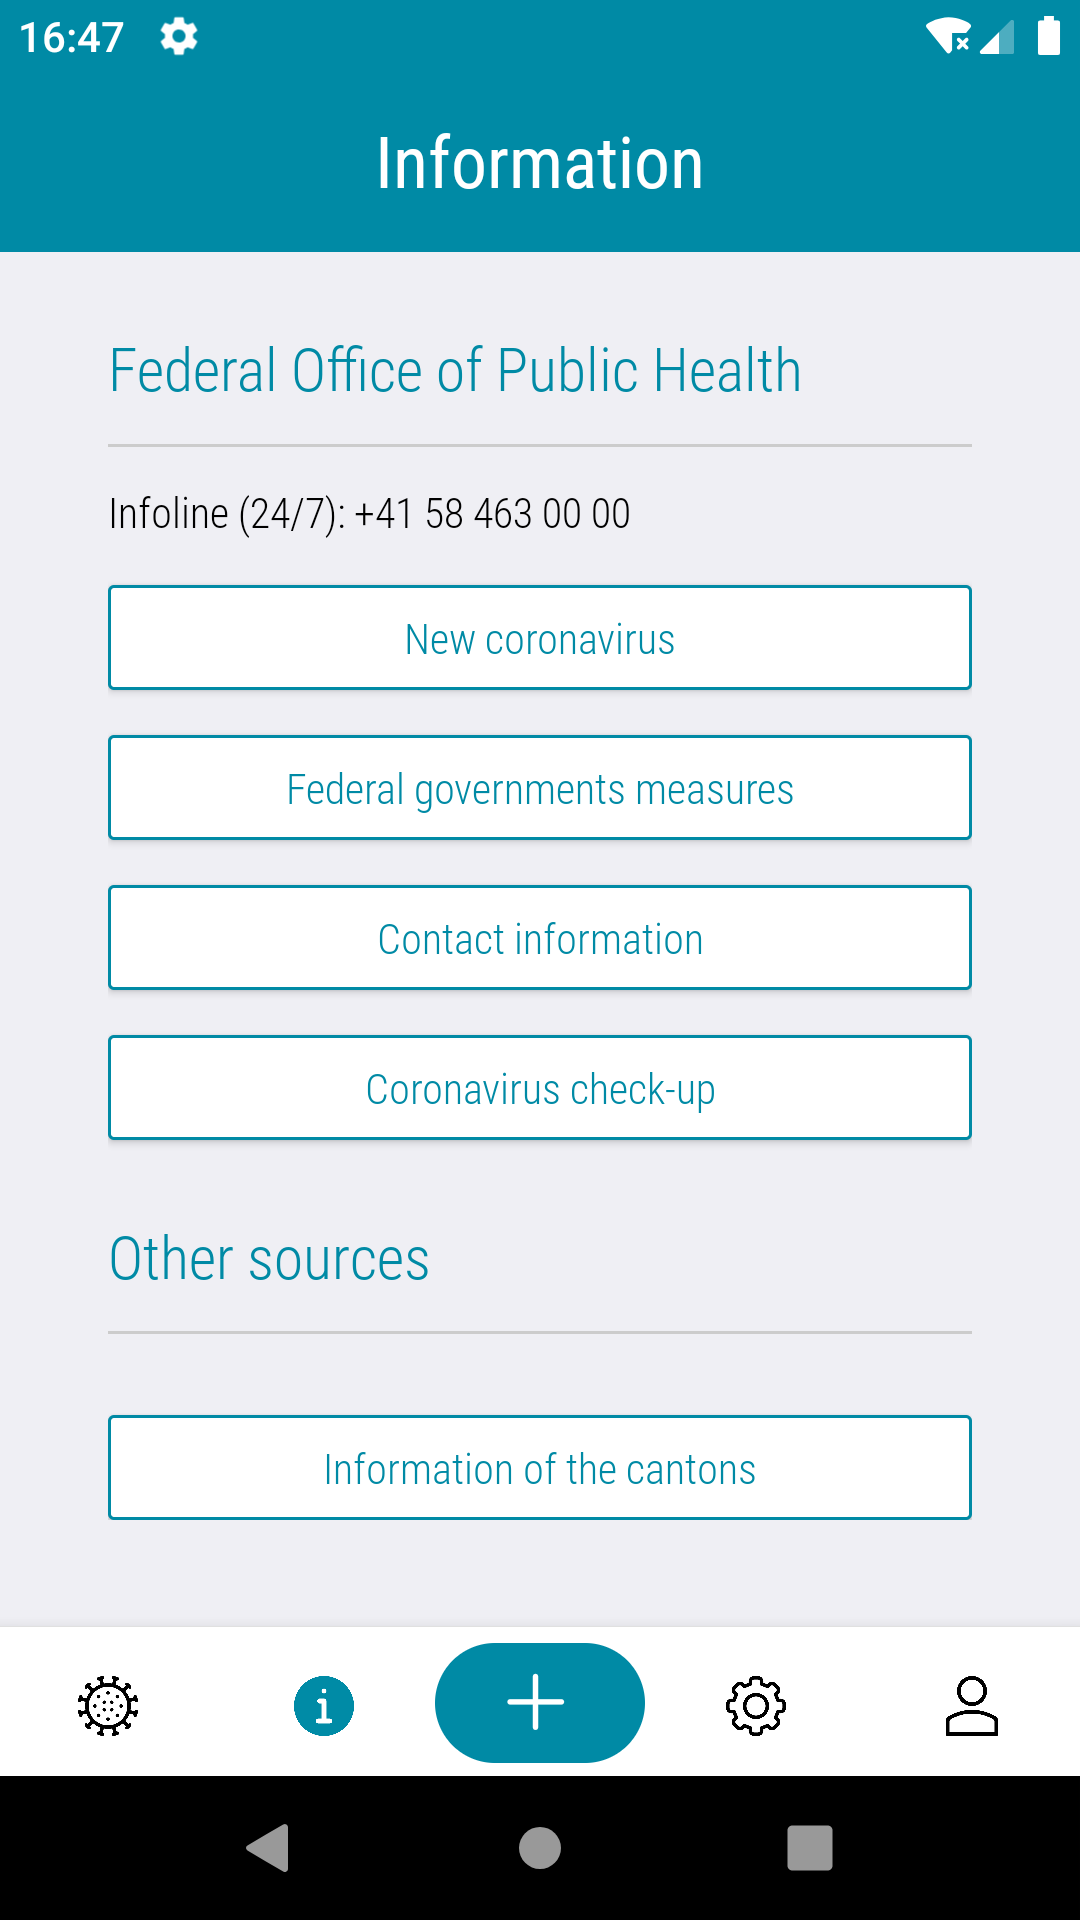 16:47
Information
Federal Office of Public Health
Infoline (24/7): +41 58 463 00 00
New coronavirus
Federal governments measures
Contact information
Coronavirus check-up
Other sources
Information of the cantons